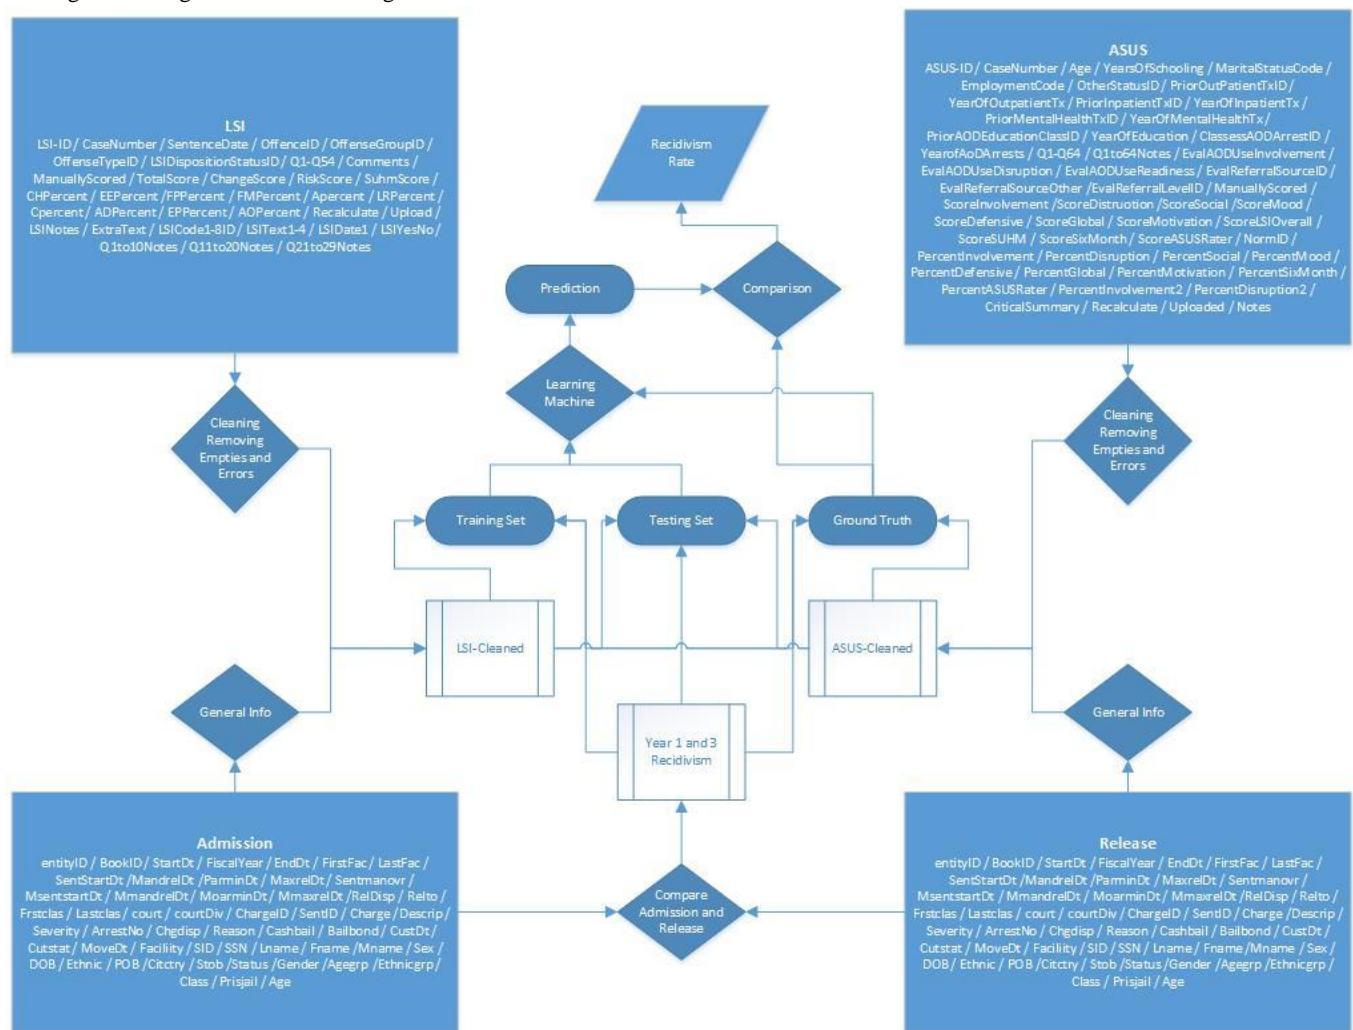 LSI
LSI-ID / CaseNumber / SentenceDate / OffenceID / OffenseGroupID /
OffenseTypeID / LSIDispositionStatusID / Q1-Q54 / Comments /
ManuallyScored / TotalScore / ChangeScore / RiskScore / SuhmScore /
CHPercent / EEPercent /FPPercent / FMPercent / Apercent / LRPercent /
Cpercent / ADPercent / EPPercent / AOPercent / Recalculate / Upload /
LSINotes / ExtraText / LSICode1-8ID / LSIText1-4 / LSIDate1 / LSIYesNo /
Q1to10Notes / Q11to20Notes / Q21to29Notes
ASUS
ASUS-ID / CaseNumber / Age / YearsOfSchooling / MaritalStatusCode /
EmploymentCode / OtherStatusID / PriorOutPatientTxID /
YearOfOutpatientTx / PriorInpatientTxID / YearOfInpatientTx /
PriorMentalHealthTxID / YearOfMentalHealthTx /
PriorAODEducationClassID / YearOfEducation / ClassessAODArrestID /
YearofAoDArrests / Q1-Q64 / Q1to64Notes / EvalAODUseInvolvement /
EvalAODUseDisruption / EvalAODUseReadiness / EvalReferralSourceID /
EvalReferralSourceOther /EvalReferralLevelID / ManuallyScored /
ScoreInvolvement /ScoreDistruotion /ScoreSocial /ScoreMood /
ScoreDefensive / ScoreGlobal / ScoreMotivation / ScoreLSIOverall /
ScoreSUHM / ScoreSixMonth / ScoreASUSRater / NormID /
PercentInvolvement / PercentDisruption / PercentSocial / PercentMood /
PercentDefensive / PercentGlobal / PercentMotivation / PercentSixMonth /
PercentASUSRater / PercentInvolvement2 / PercentDisruption2 /
CriticalSummary / Recalculate / Uploaded / Notes
Recidivism
Rate
Prediction
Comparison
Learning
Machine
Cleaning
Removing
Empties and
Errors
Cleaning
Removing
Empties and
Errors
Training Set
Testing Set
Ground Truth
LSI-Cleaned
ASUS-Cleaned
General Info
General Info
Year 1 and 3
Recidivism
Compare
Admission and
Release
Admission
entityID / BookID / StartDt / FiscalYear / EndDt / FirstFac / LastFac /
SentStartDt /MandrelDt /ParminDt / MaxrelDt / Sentmanovr /
MsentstartDt / MmandrelDt / MoarminDt / MmaxrelDt /RelDisp / Relto /
Frstclas / Lastclas / court / courtDiv / ChargeID / SentID / Charge /Descrip /
Severity / ArrestNo / Chgdisp / Reason / Cashbail / Bailbond / CustDt /
Cutstat / MoveDt / Faciliity / SID / SSN / Lname / Fname /Mname / Sex /
DOB / Ethnic / POB /Citctry / Stob /Status /Gender /Agegrp /Ethnicgrp /
Class / Prisjail / Age
Release
entityID / BookID / StartDt / FiscalYear / EndDt / FirstFac / LastFac /
SentStartDt /MandrelDt /ParminDt / MaxrelDt / Sentmanovr /
MsentstartDt / MmandrelDt / MoarminDt / MmaxrelDt /RelDisp / Relto /
Frstclas / Lastclas / court / courtDiv / ChargeID / SentID / Charge /Descrip /
Severity / ArrestNo / Chgdisp / Reason / Cashbail / Bailbond / CustDt /
Cutstat / MoveDt / Faciliity / SID / SSN / Lname / Fname /Mname / Sex /
DOB / Ethnic / POB /Citctry / Stob /Status /Gender /Agegrp /Ethnicgrp /
Class / Prisjail / Age